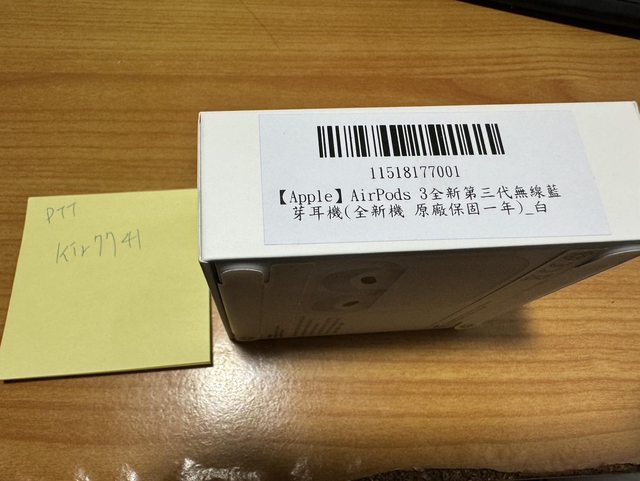 PTT
kir7741
11518177001
【Apple】AirPods 3全新第三代無線藍
芽耳機(全新機 原廠保固一年)_白